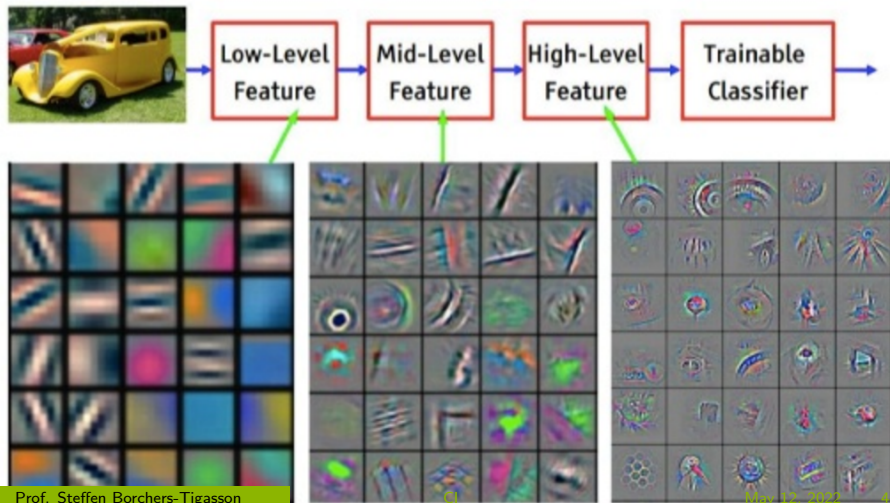 Low-Level
Feature
Mid-Level
Feature
High-Level
Feature
Trainable
Classifier
Prof. Steffen Borchers-Tigasson
CI
May 12, 2022